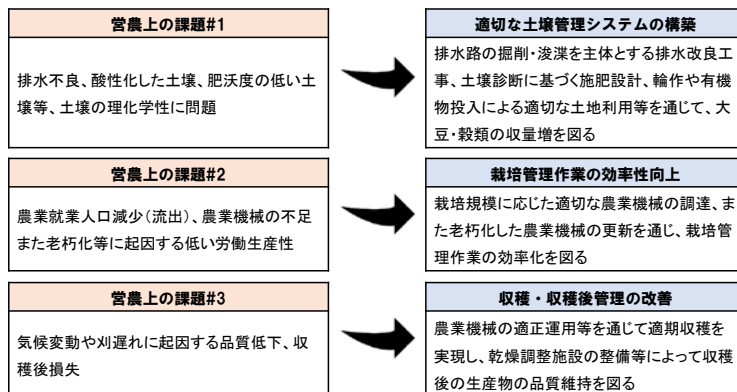 営農上の課題#1
排水不良、酸性化した土壌、肥沃度の低い土
壌等、土壌の理化学性に問題
適切な土壌管理システムの構築
排水路の掘削・浚渫を主体とする排水改良工
事、土壌診断に基づく施肥設計、輪作や有機
物投入による適切な土地利用等を通じて、大
豆・穀類の収量増を図る
営農上の課題#2
農業就業人口減少（流出）、農業機械の不足
また老朽化等に起因する低い労働生産性
栽培管理作業の効率性向上
栽培規模に応じた適切な農業機械の調達、ま
た老朽化した農業機械の更新を通じ、栽培管
理作業の効率化を図る
営農上の課題#3
気候変動や刈遅れに起因する品質低下、収
穫後損失
収穫・収穫後管理の改善
農業機械の適正運用等を通じて適期収穫を
実現し、乾燥調整施設の整備等によって収穫
後の生産物の品質維持を図る